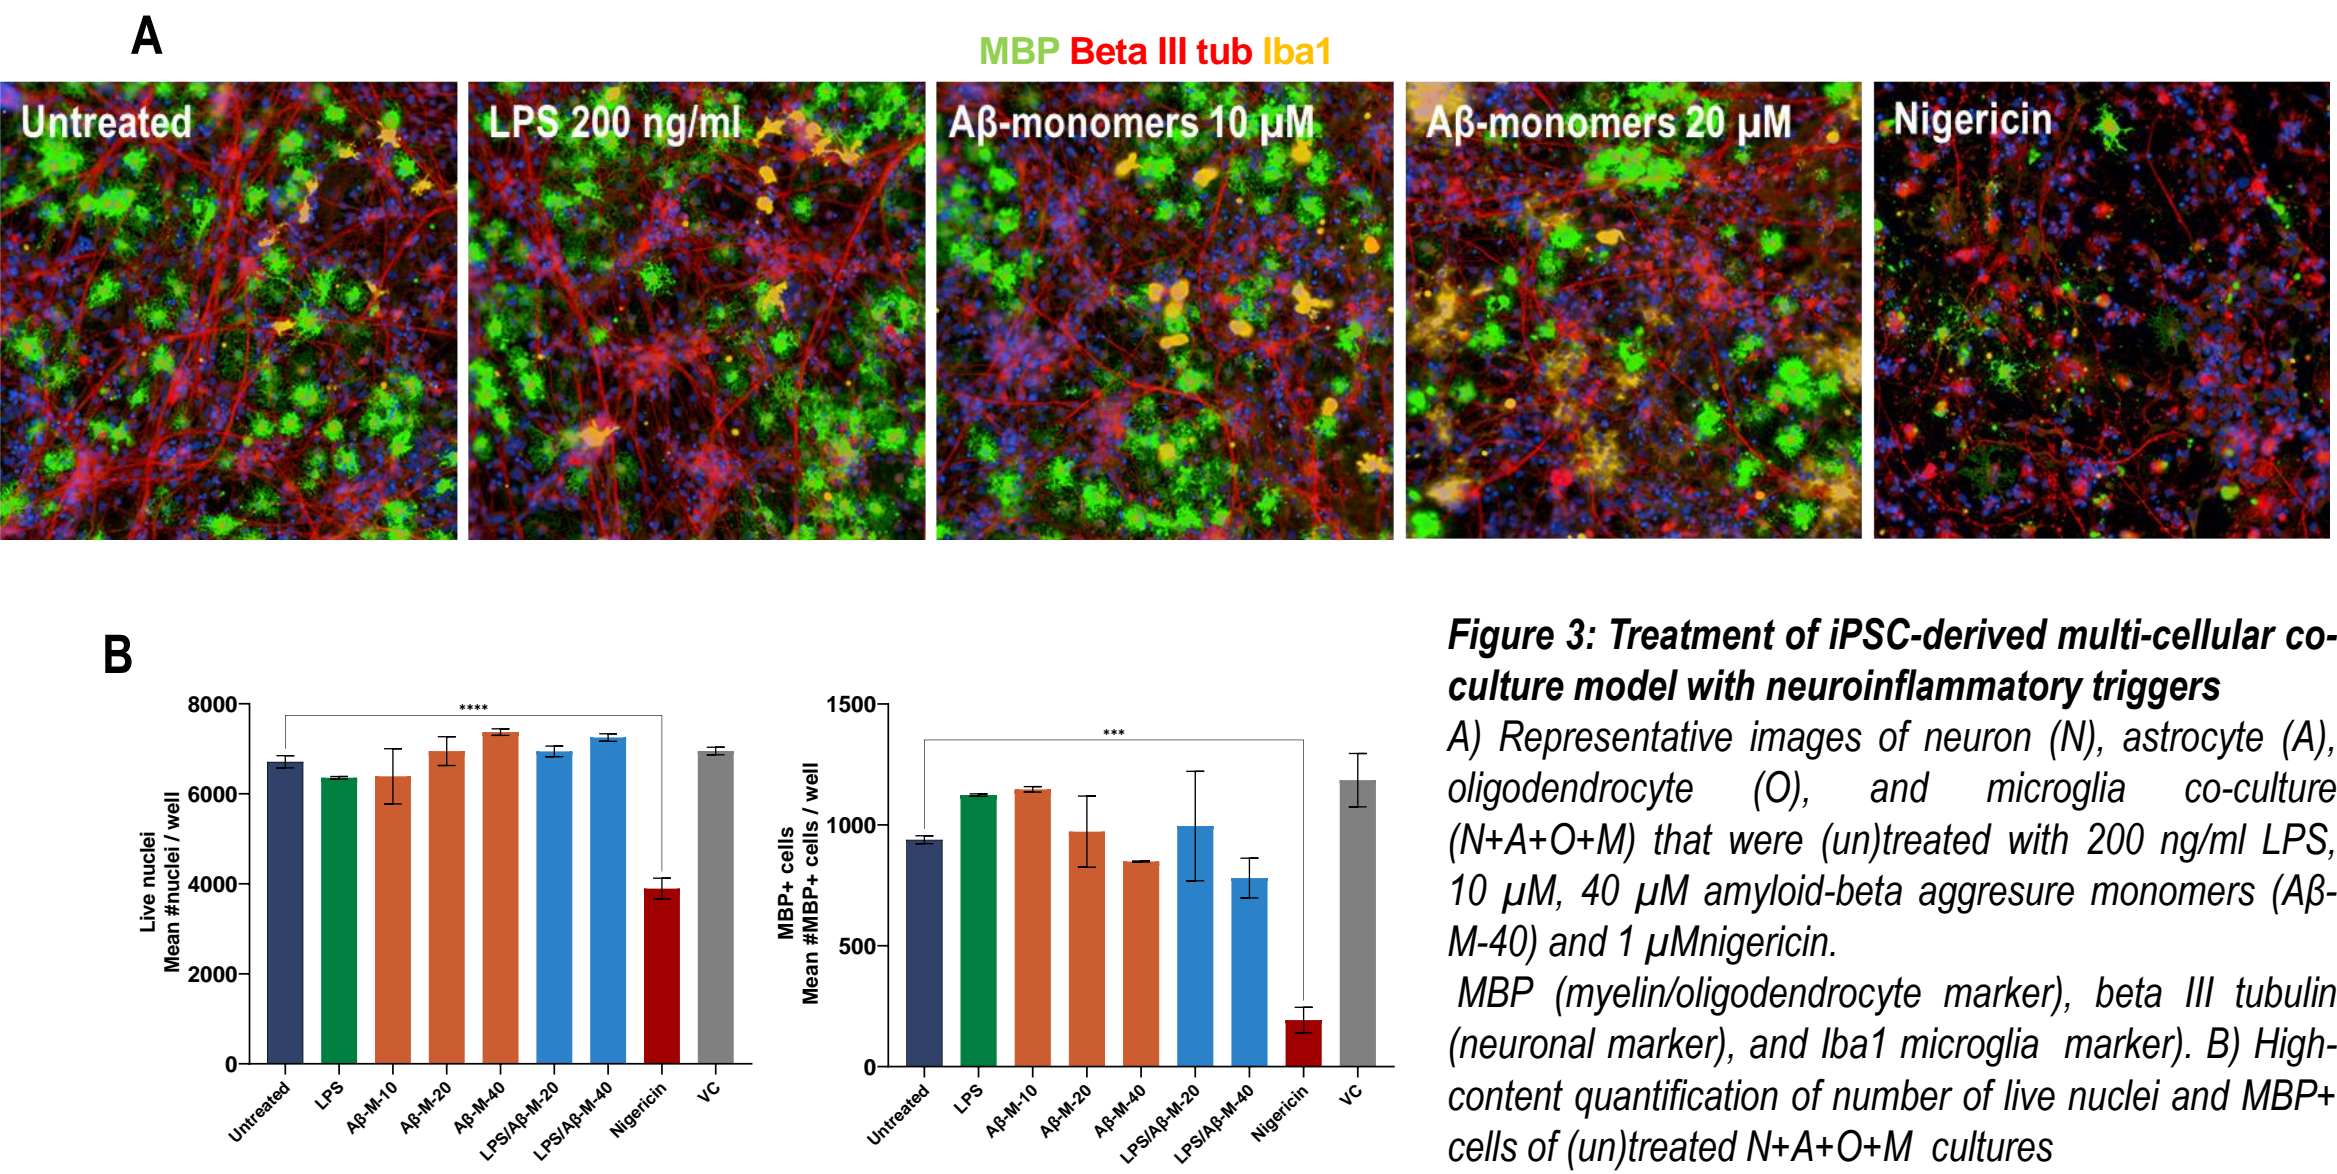 A
MBP Beta III tub Iba1
Untreated
LPS 200 ng/ml
Aβ-monomers 10 µM
Aβ-monomers 20 µM
Nigericin
B
Live nuclei
Mean #nuclei / well
8000
6000
4000
2000
0
****
Untreated
LPS
Aβ-M-10
Aβ-M-20
Aβ-M-40
LPS/Aβ-M-20
LPS/Aβ-M-40
Nigericin
VC
MBP+ cells
Mean #MBP+ cells / well
1500
1000
500
0
***
Untreated
LPS
Aβ-M-10
Aβ-M-20
Aβ-M-40
LPS/Aβ-M-20
LPS/Aβ-M-40
Nigericin
VC
Figure 3: Treatment of iPSC-derived multi-cellular co-
culture model with neuroinflammatory triggers
A) Representative images of neuron (N), astrocyte (A),
oligodendrocyte (O), and microglia co-culture
(N+A+O+M) that were (un)treated with 200 ng/ml LPS,
10 µM, 40 µM amyloid-beta aggresure monomers (Aβ-
M-40) and 1 µMnigericin.
MBP (myelin/oligodendrocyte marker), beta III tubulin
(neuronal marker), and Iba1 microglia marker). B) High-
content quantification of number of live nuclei and MBP+
cells of (un)treated N+A+O+M cultures